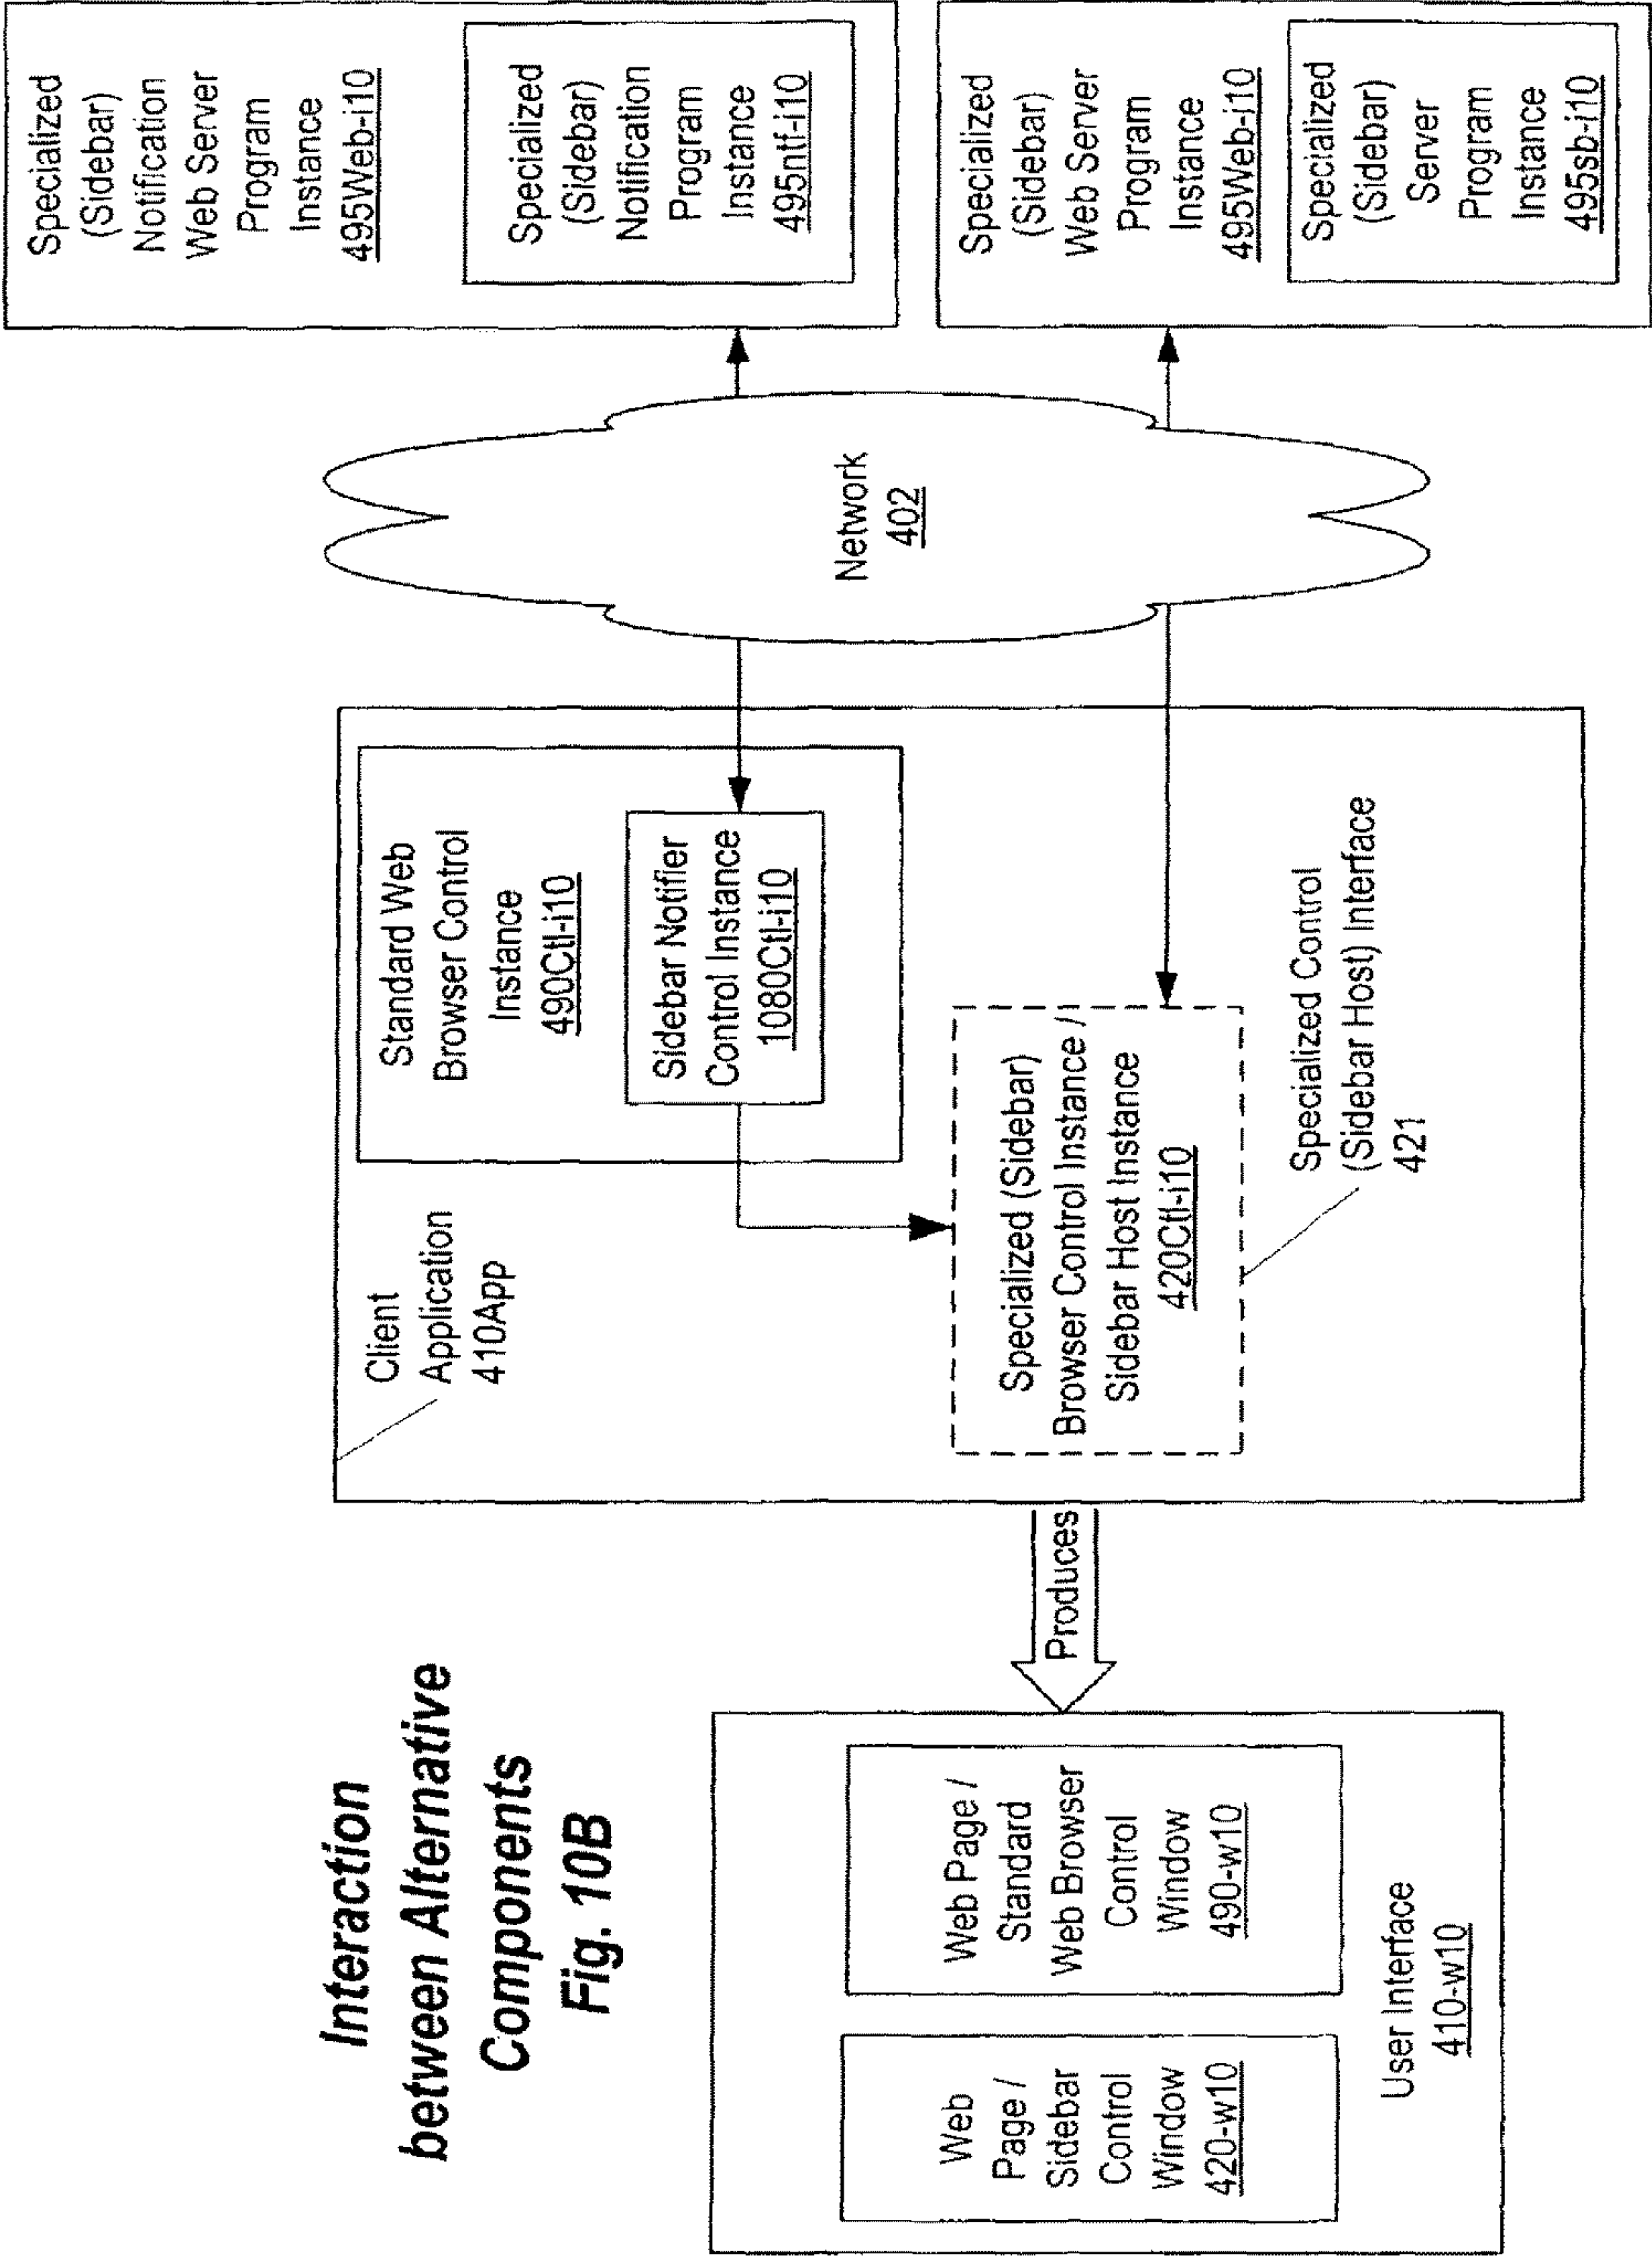 Interaction
between Alternative
Components
Fig. 10B
Web
Page /
Sidebar
Control
Window
420-w10
Web Page /
Standard
Web Browser
Control
Window
490-w10
User Interface
410-w10
Produces
Client
Application
410App
Standard Web
Browser Control
Instance
490Ctl-i10
Sidebar Notifier
Control Instance
1080Ctl-i10
Specialized (Sidebar)
Browser Control Instance /
Sidebar Host Instance
420Ctl-i10
Specialized Control
(Sidebar Host) Interface
421
Network
402
Specialized
(Sidebar)
Notification
Web Server
Program
Instance
495Web-i10
Specialized
(Sidebar)
Notification
Program
Instance
495ntf-i10
Specialized
(Sidebar)
Web Server
Program
Instance
495Web-i10
Specialized
(Sidebar)
Server
Program
Instance
495sb-i10